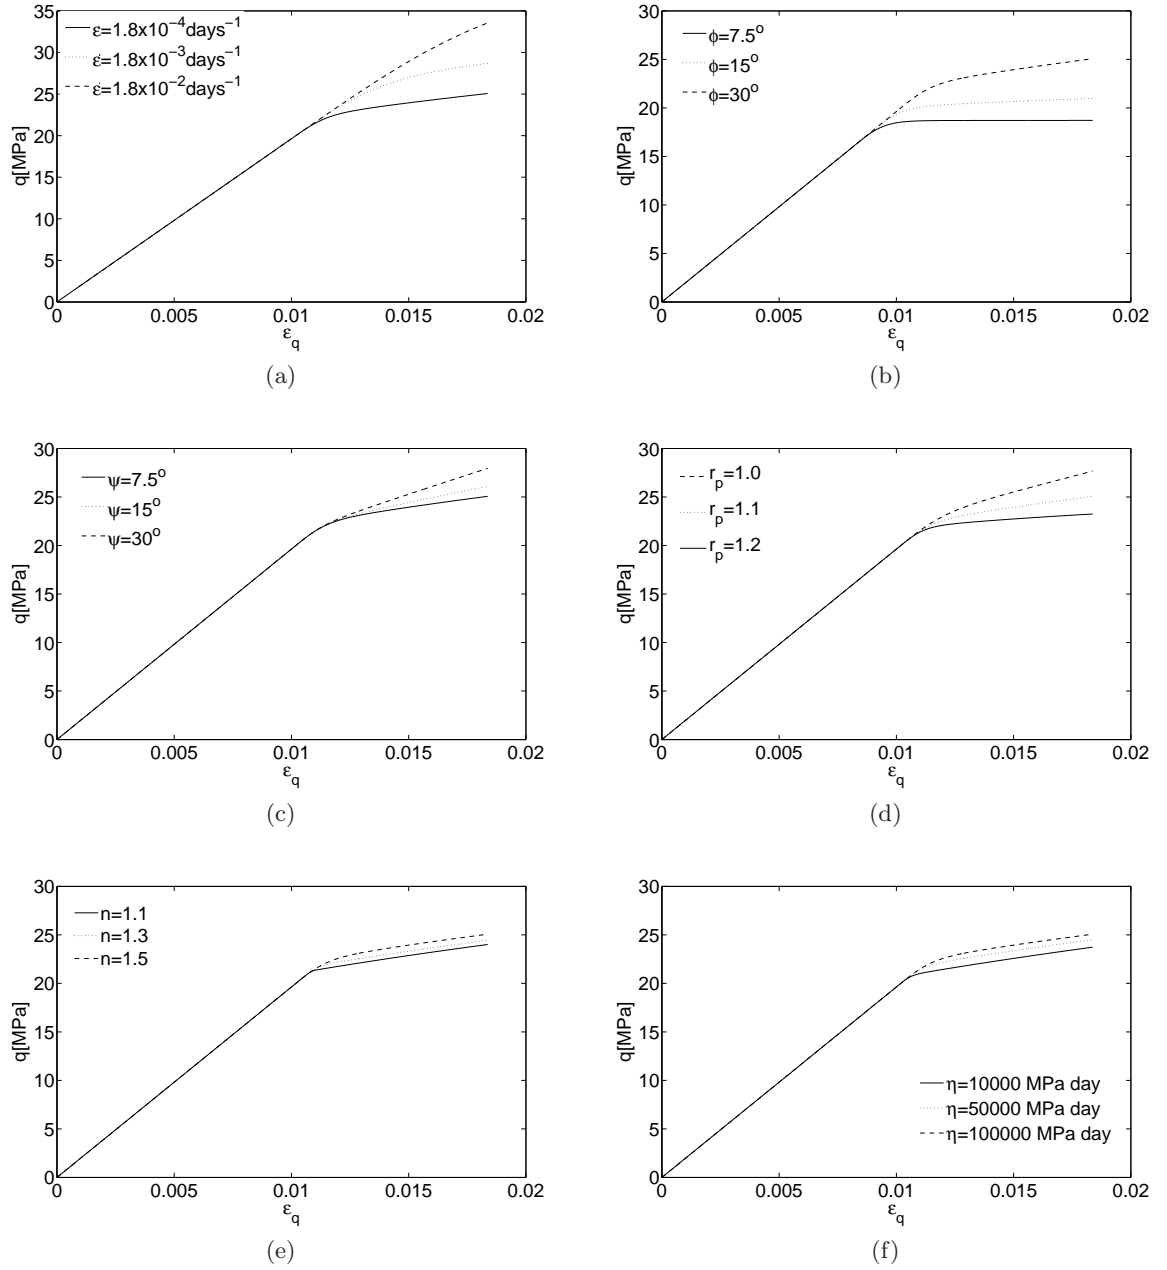 35
30
25
20
15
10
5
0
q[MPa]
ε̇=1.8x10⁻⁴days⁻¹
ε̇=1.8x10⁻³days⁻¹
ε̇=1.8x10⁻²days⁻¹
0 0.005 0.01 0.015 0.02
ε_q
(a)
30
25
20
15
10
5
0
q[MPa]
ϕ=7.5°
ϕ=15°
ϕ=30°
0 0.005 0.01 0.015 0.02
ε_q
(b)
30
25
20
15
10
5
0
q[MPa]
ψ=7.5°
ψ=15°
ψ=30°
0 0.005 0.01 0.015 0.02
ε_q
(c)
30
25
20
15
10
5
0
q[MPa]
r_p=1.0
r_p=1.1
r_p=1.2
0 0.005 0.01 0.015 0.02
ε_q
(d)
30
25
20
15
10
5
0
q[MPa]
n=1.1
n=1.3
n=1.5
0 0.005 0.01 0.015 0.02
ε_q
(e)
30
25
20
15
10
5
0
q[MPa]
η=10000 MPa day
η=50000 MPa day
η=100000 MPa day
0 0.005 0.01 0.015 0.02
ε_q
(f)